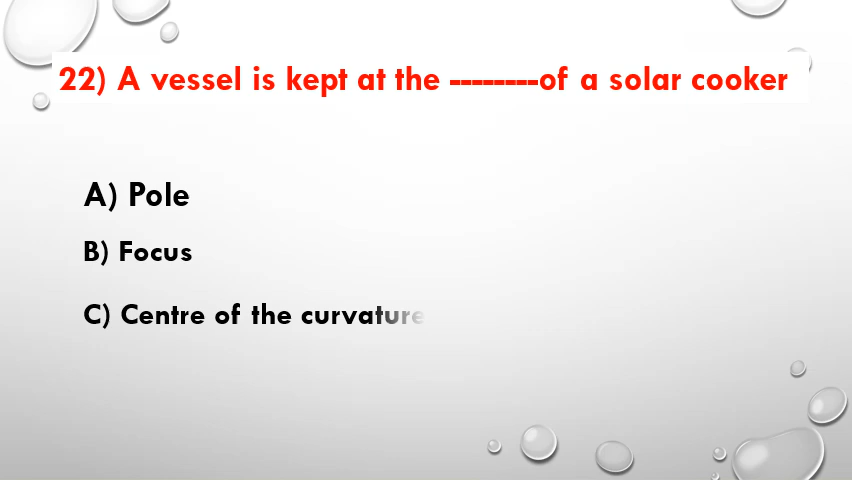 22) A vessel is kept at the --------of a solar cooker
A) Pole
B) Focus
C) Centre of the curvature